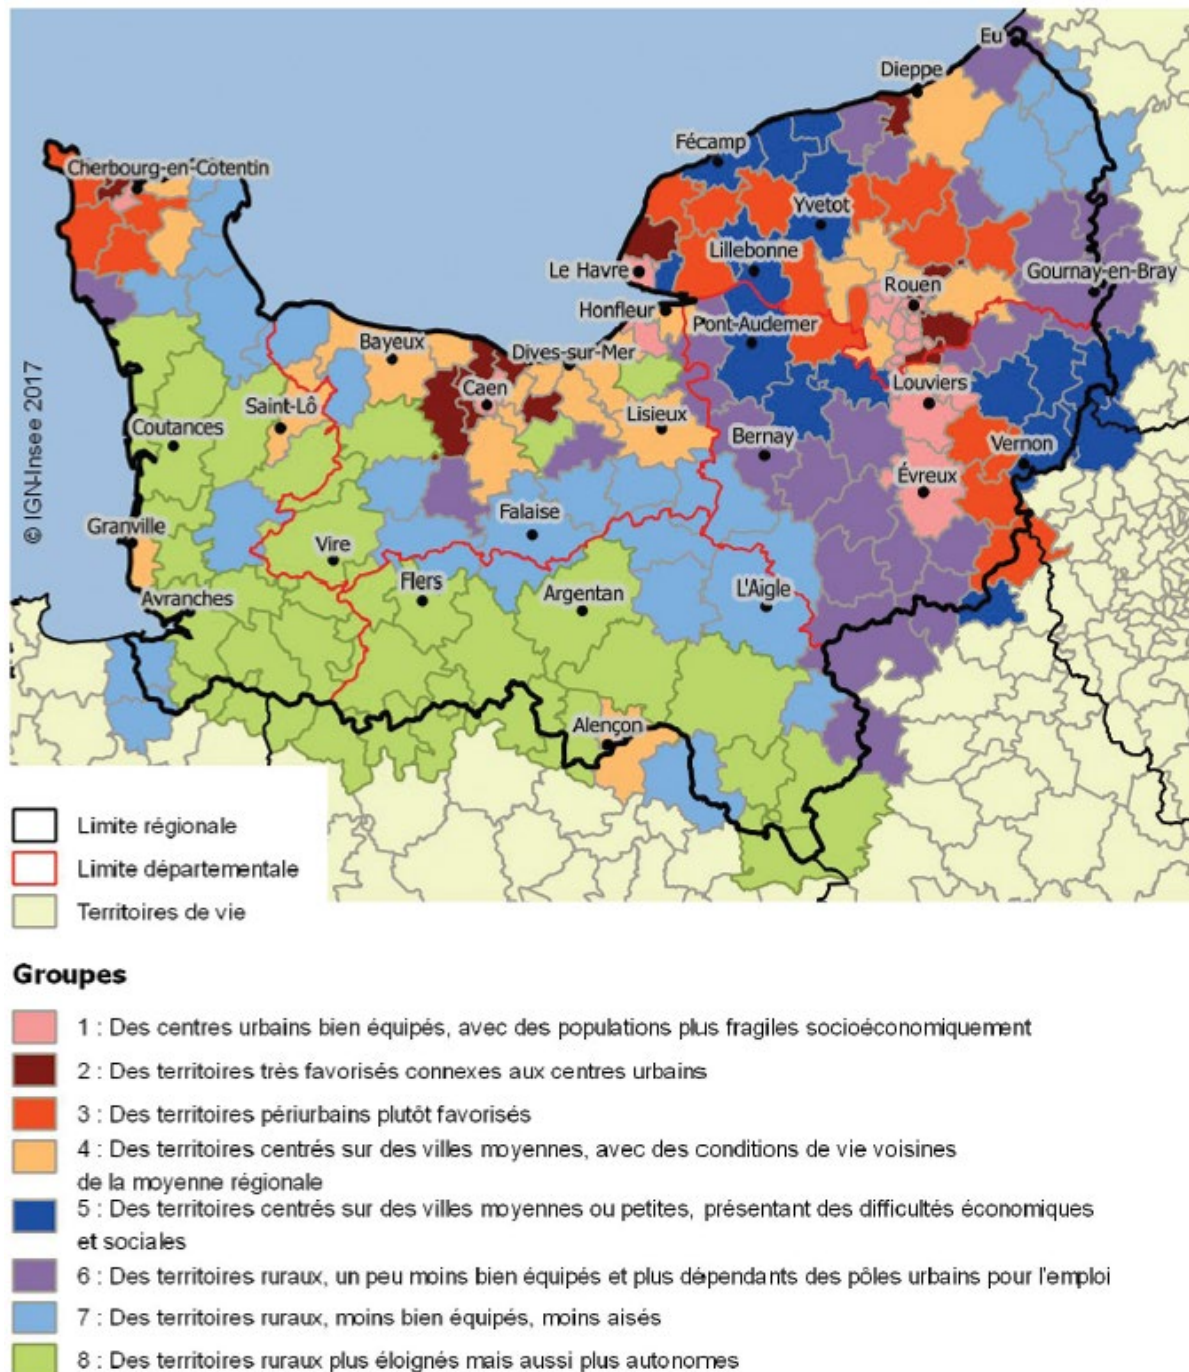 Eu
Dieppe
Fécamp
Cherbourg-en-Cotentin
Yvetot
Lillebonne
Le Havre
Gournay-en-Bray
Rouen
Honfleur
Pont-Audemer
Bayeux
Dives-sur-Mer
Caen
Louviers
Saint-Lô
Lisieux
Coutances
Bernay
Vernon
Évreux
Granville
Falaise
Vire
Flers
Argentan
L'Aigle
Avranches
Alençon
© IGN-Insee 2017
Limite régionale
Limite départementale
Territoires de vie
Groupes
1 : Des centres urbains bien équipés, avec des populations plus fragiles socioéconomiquement
2 : Des territoires très favorisés connexes aux centres urbains
3 : Des territoires périurbains plutôt favorisés
4 : Des territoires centrés sur des villes moyennes, avec des conditions de vie voisines
de la moyenne régionale
5 : Des territoires centrés sur des villes moyennes ou petites, présentant des difficultés économiques
et sociales
6 : Des territoires ruraux, un peu moins bien équipés et plus dépendants des pôles urbains pour l'emploi
7 : Des territoires ruraux, moins bien équipés, moins aisés
8 : Des territoires ruraux plus éloignés mais aussi plus autonomes